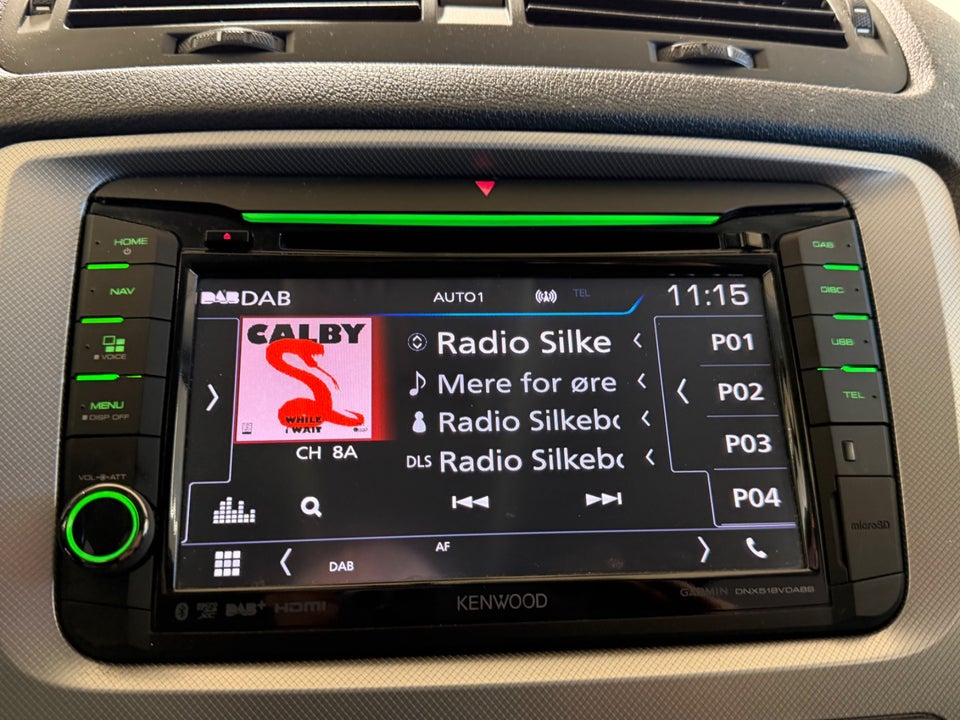 HOME
NAV
VOICE
MENU
DISP OFF
VOL ATT
DAB
DISC
USB
TEL
microSD
DAB DAB
AUTO1
TEL
11:15
CALBY
WHILE
I WAIT
CH 8A
Radio Silke
Mere for øre
Radio Silkebo
DLS Radio Silkebo
P01
P02
P03
P04
DAB
AF
DAB+ HDMI
KENWOOD
GARMIN DNX518VDABS